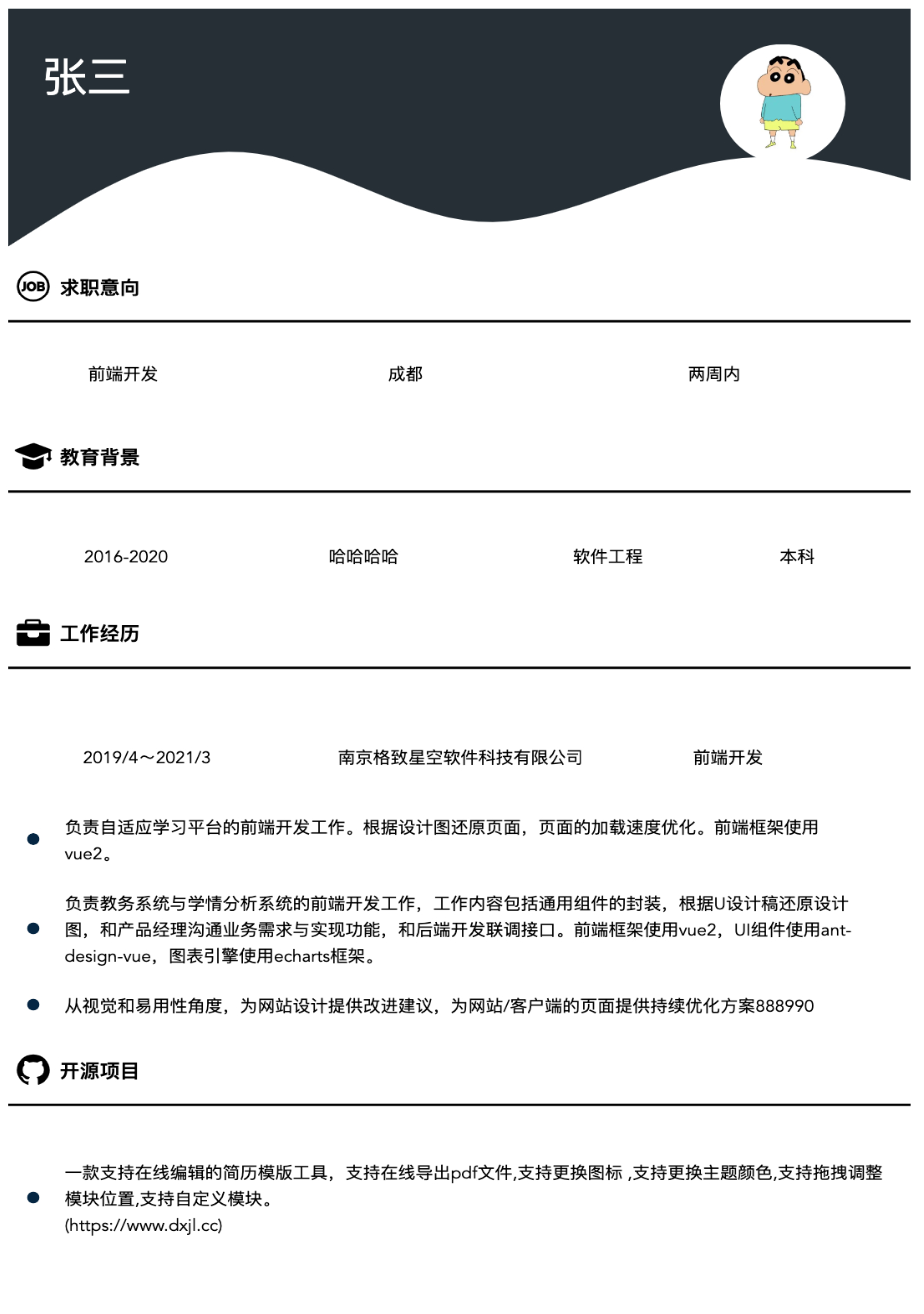 张三
JOB 求职意向
前端开发 成都 两周内
教育背景
2016-2020 哈哈哈哈 软件工程 本科
工作经历
2019/4～2021/3 南京格致星空软件科技有限公司 前端开发
负责自适应学习平台的前端开发工作。根据设计图还原页面，页面的加载速度优化。前端框架使用
vue2。
负责教务系统与学情分析系统的前端开发工作，工作内容包括通用组件的封装，根据U设计稿还原设计
图，和产品经理沟通业务需求与实现功能，和后端开发联调接口。前端框架使用vue2，UI组件使用ant-
design-vue，图表引擎使用echarts框架。
从视觉和易用性角度，为网站设计提供改进建议，为网站/客户端的页面提供持续优化方案888990
开源项目
一款支持在线编辑的简历模版工具，支持在线导出pdf文件,支持更换图标 ,支持更换主题颜色,支持拖拽调整
模块位置,支持自定义模块。
(https://www.dxjl.cc)